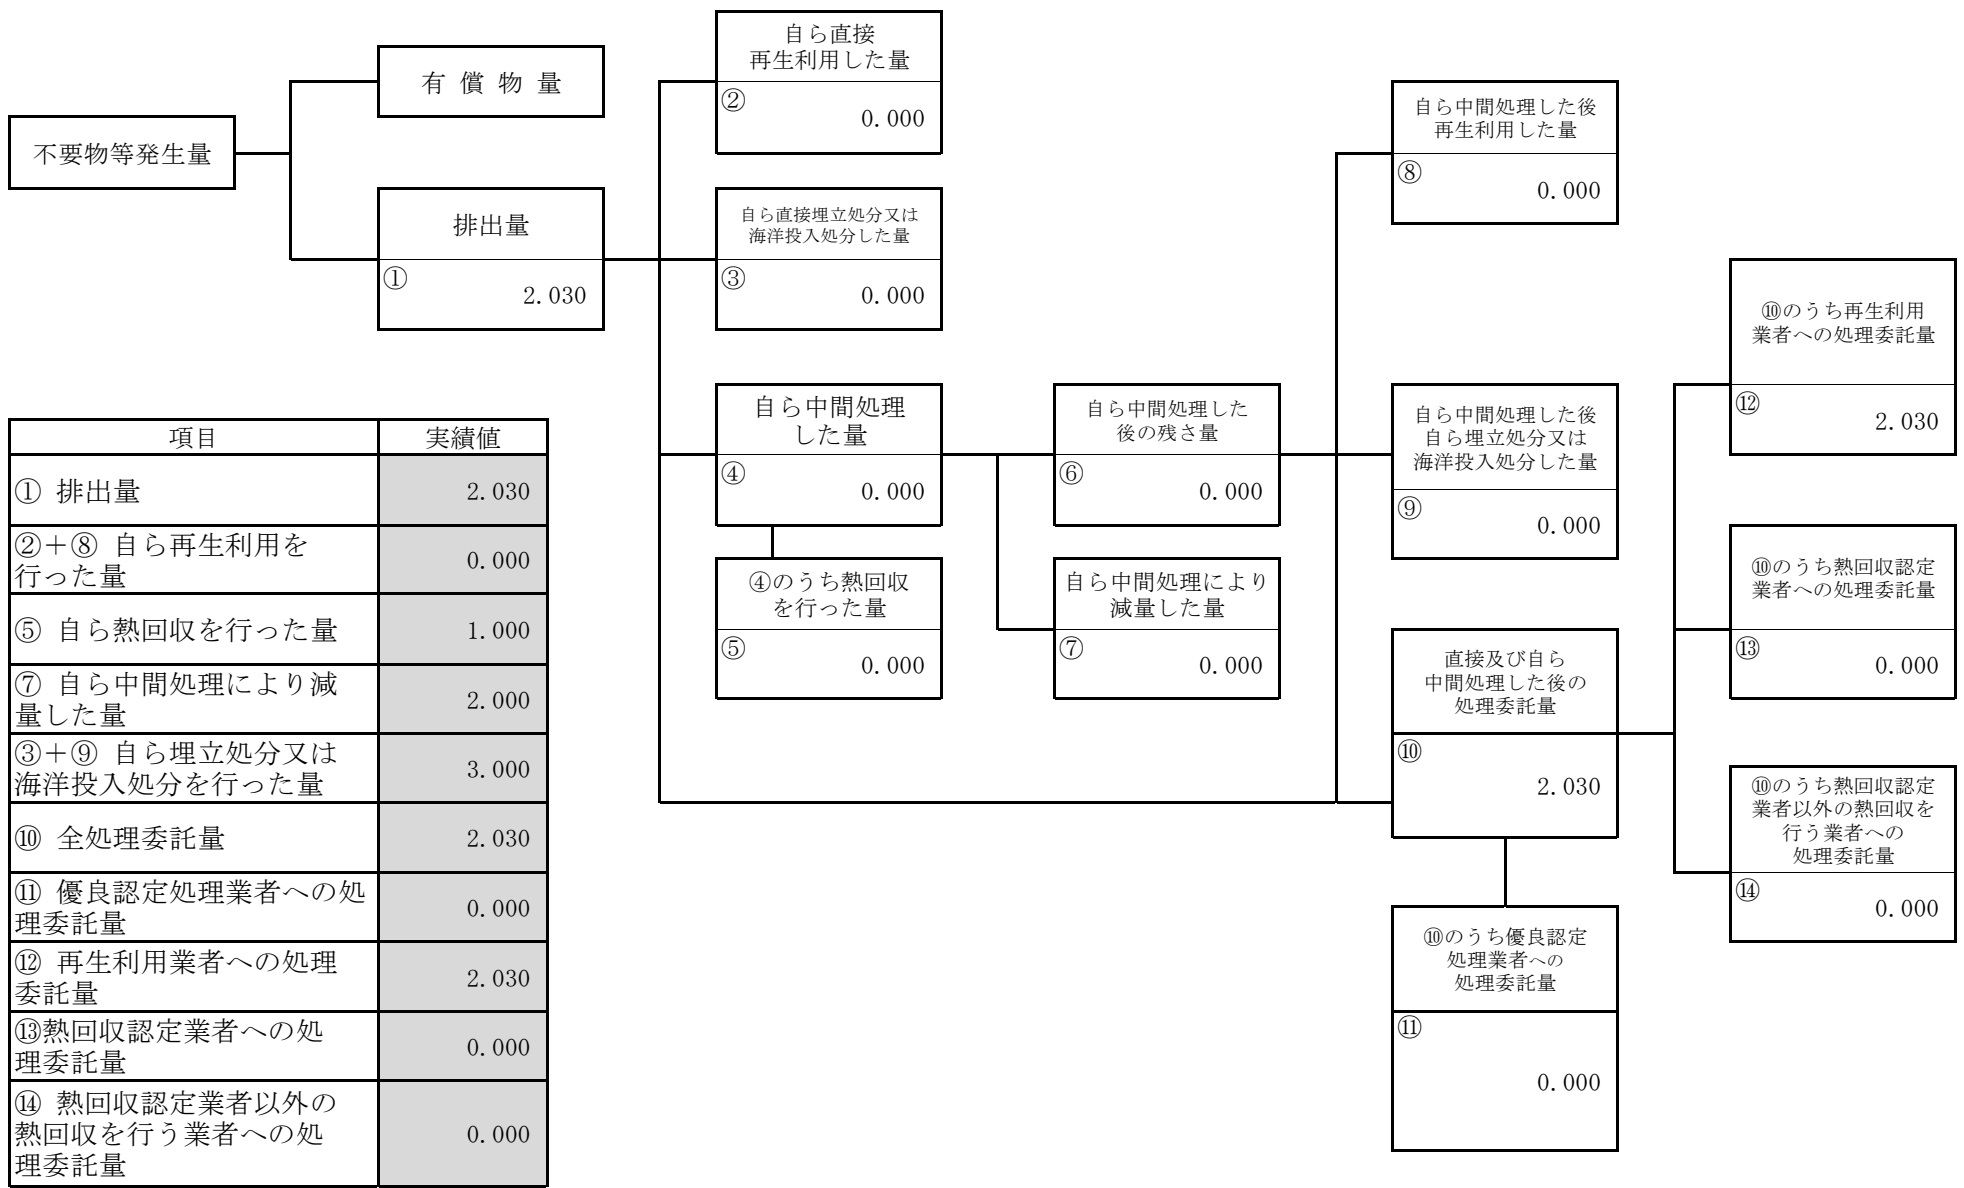 不要物等発生量
有 償 物 量
排出量
①
2.030
自ら直接
再生利用した量
②
0.000
自ら直接埋立処分又は
海洋投入処分した量
③
0.000
自ら中間処理
した量
④
0.000
④のうち熱回収
を行った量
⑤
0.000
自ら中間処理した
後の残さ量
⑥
0.000
自ら中間処理により
減量した量
⑦
0.000
自ら中間処理した後
再生利用した量
⑧
0.000
自ら中間処理した後
自ら埋立処分又は
海洋投入処分した量
⑨
0.000
直接及び自ら
中間処理した後の
処理委託量
⑩
2.030
⑩のうち優良認定
処理業者への
処理委託量
⑪
0.000
⑩のうち再生利用
業者への処理委託量
⑫
2.030
⑩のうち熱回収認定
業者への処理委託量
⑬
0.000
⑩のうち熱回収認定
業者以外の熱回収を
行う業者への
処理委託量
⑭
0.000
項目 実績値
① 排出量 2.030
②+⑧ 自ら再生利用を
行った量 0.000
⑤ 自ら熱回収を行った量 1.000
⑦ 自ら中間処理により減
量した量 2.000
③+⑨ 自ら埋立処分又は
海洋投入処分を行った量 3.000
⑩ 全処理委託量 2.030
⑪ 優良認定処理業者への処
理委託量 0.000
⑫ 再生利用業者への処理
委託量 2.030
⑬熱回収認定業者への処
理委託量 0.000
⑭ 熱回収認定業者以外の
熱回収を行う業者への処
理委託量 0.000